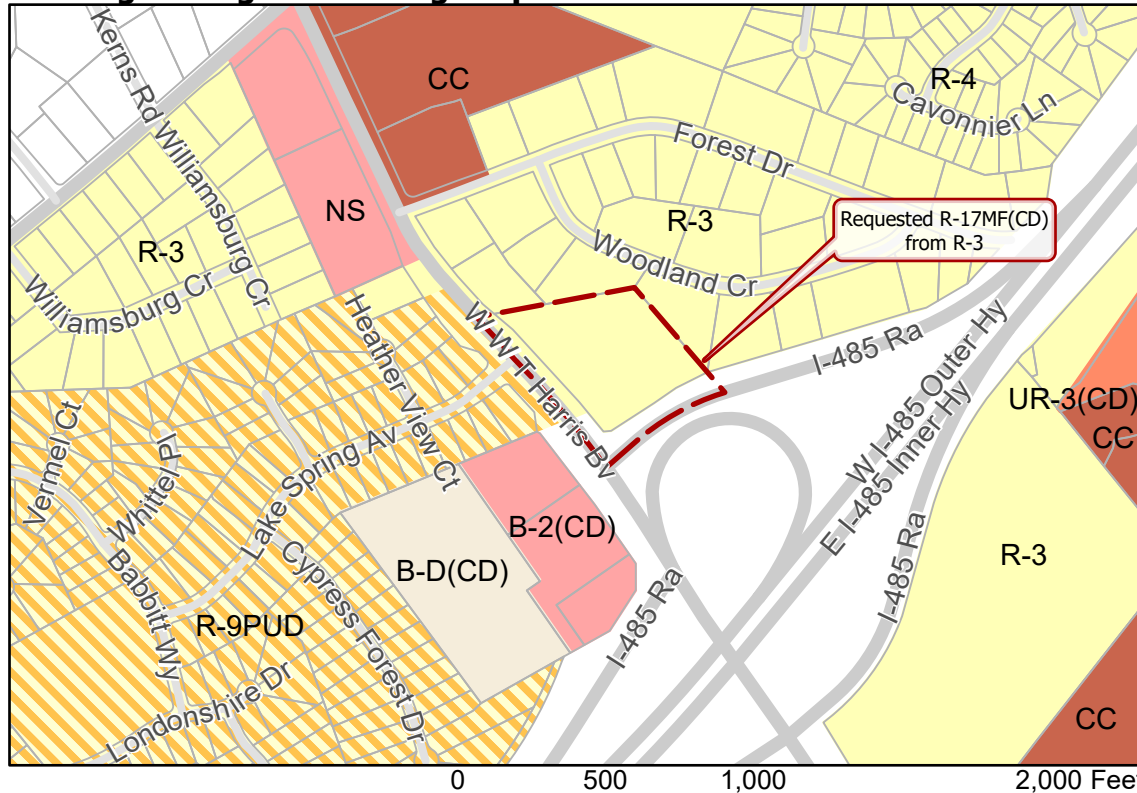 Kerns Rd
Williamsburg Cr
CC
R-4
Cavonnier Ln
Forest Dr
NS
R-3
R-3
Requested R-17MF(CD)
from R-3
Woodland Cr
Williamsburg Cr
W W T Harris Bv
Heather View Ct
I-485 Ra
W I-485 Outer Hy
E I-485 Inner Hy
UR-3(CD)
CC
Vermel Ct
Whitter Pl
Lake Spring Av
B-2(CD)
B-D(CD)
R-3
I-485 Ra
I-485 Ra
Babbitt Wy
Cypress Forest Dr
R-9PUD
Londonshire Dr
CC
0 500 1,000 2,000 Feet